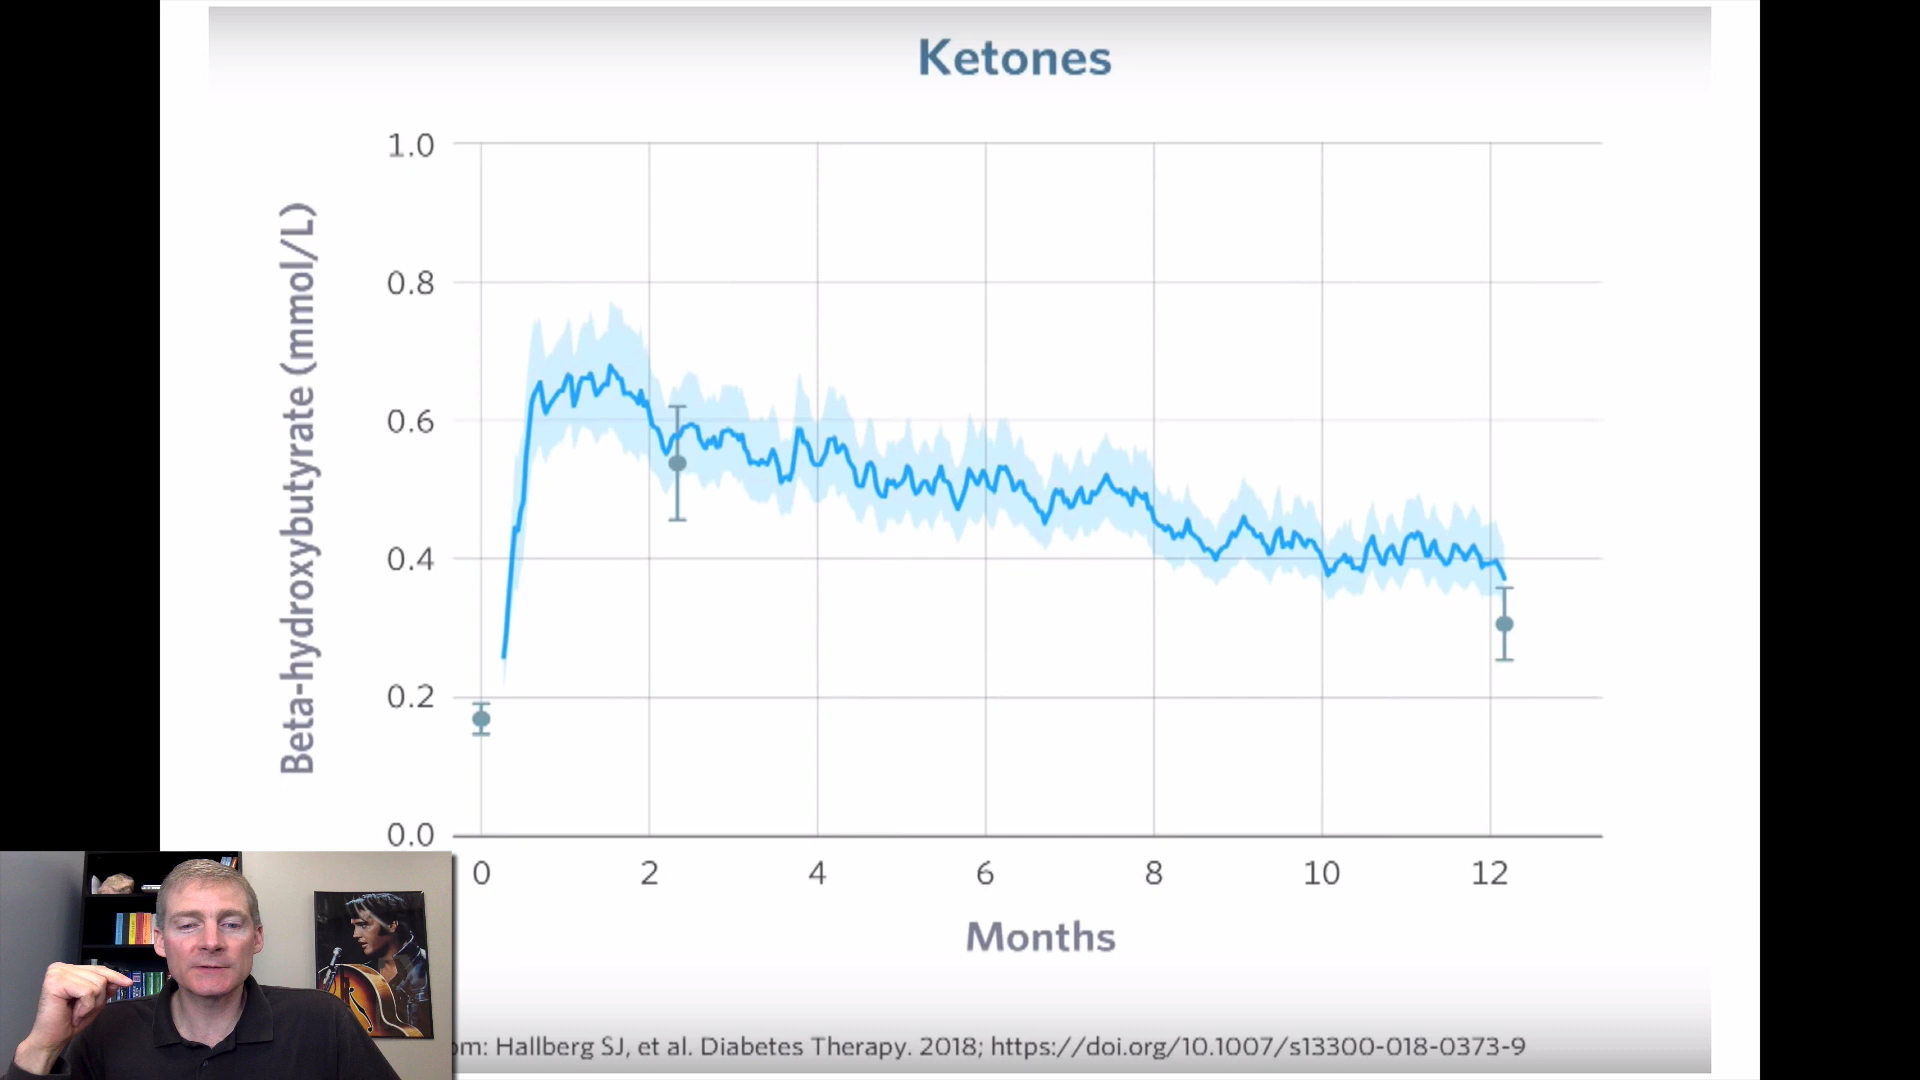 Ketones
Beta-hydroxybutyrate (mmol/L)
1.0
0.8
0.6
0.4
0.2
0.0
0 2 4 6 8 10 12
Months
om: Hallberg SJ, et al. Diabetes Therapy. 2018; https://doi.org/10.1007/s13300-018-0373-9